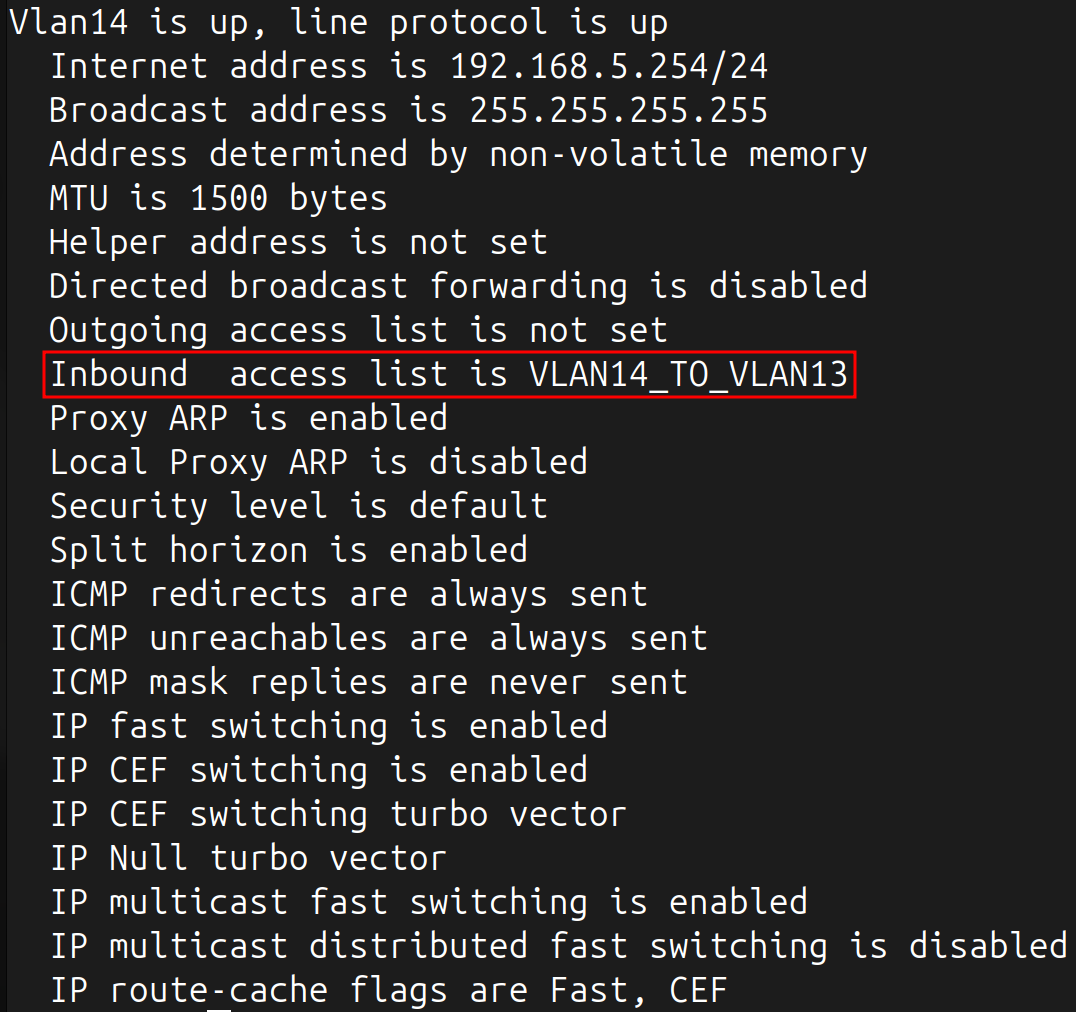 Vlan14 is up, line protocol is up
Internet address is 192.168.5.254/24
Broadcast address is 255.255.255.255
Address determined by non-volatile memory
MTU is 1500 bytes
Helper address is not set
Directed broadcast forwarding is disabled
Outgoing access list is not set
Inbound  access list is VLAN14_TO_VLAN13
Proxy ARP is enabled
Local Proxy ARP is disabled
Security level is default
Split horizon is enabled
ICMP redirects are always sent
ICMP unreachables are always sent
ICMP mask replies are never sent
IP fast switching is enabled
IP CEF switching is enabled
IP CEF switching turbo vector
IP Null turbo vector
IP multicast fast switching is enabled
IP multicast distributed fast switching is disabled
IP route-cache flags are Fast, CEF